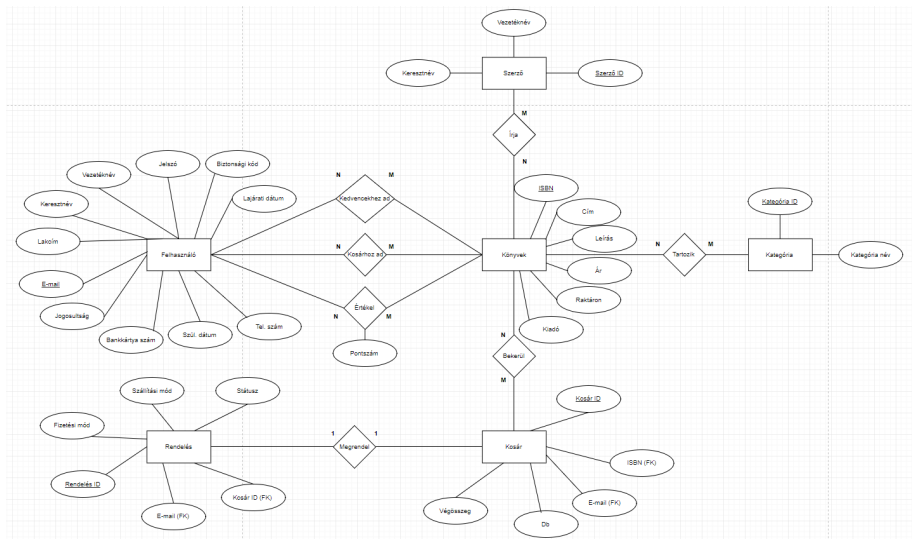 Vezetéknév
Keresztnév
Szerző
Szerző ID
M
Írja
N
Jelszó
Biztonsági kód
Vezetéknév
Lajárati dátum
Keresztnév
Lakcím
Felhasználó
E-mail
Jogosultság
Bankkártya szám
Szül. dátum
Tel. szám
N
M
Kedvencekhez ad
N
M
Kosárhoz ad
Értékel
N
M
Pontszám
ISBN
Cím
Leírás
Könyvek
Ár
Raktáron
Kiadó
N
M
Tartozik
Kategória ID
Kategória
Kategória név
N
Bekerül
M
Szállítási mód
Státusz
Fizetési mód
Rendelés
Rendelés ID
E-mail (FK)
Kosár ID (FK)
1
1
Megrendel
Kosár ID
Kosár
ISBN (FK)
E-mail (FK)
Végösszeg
Db